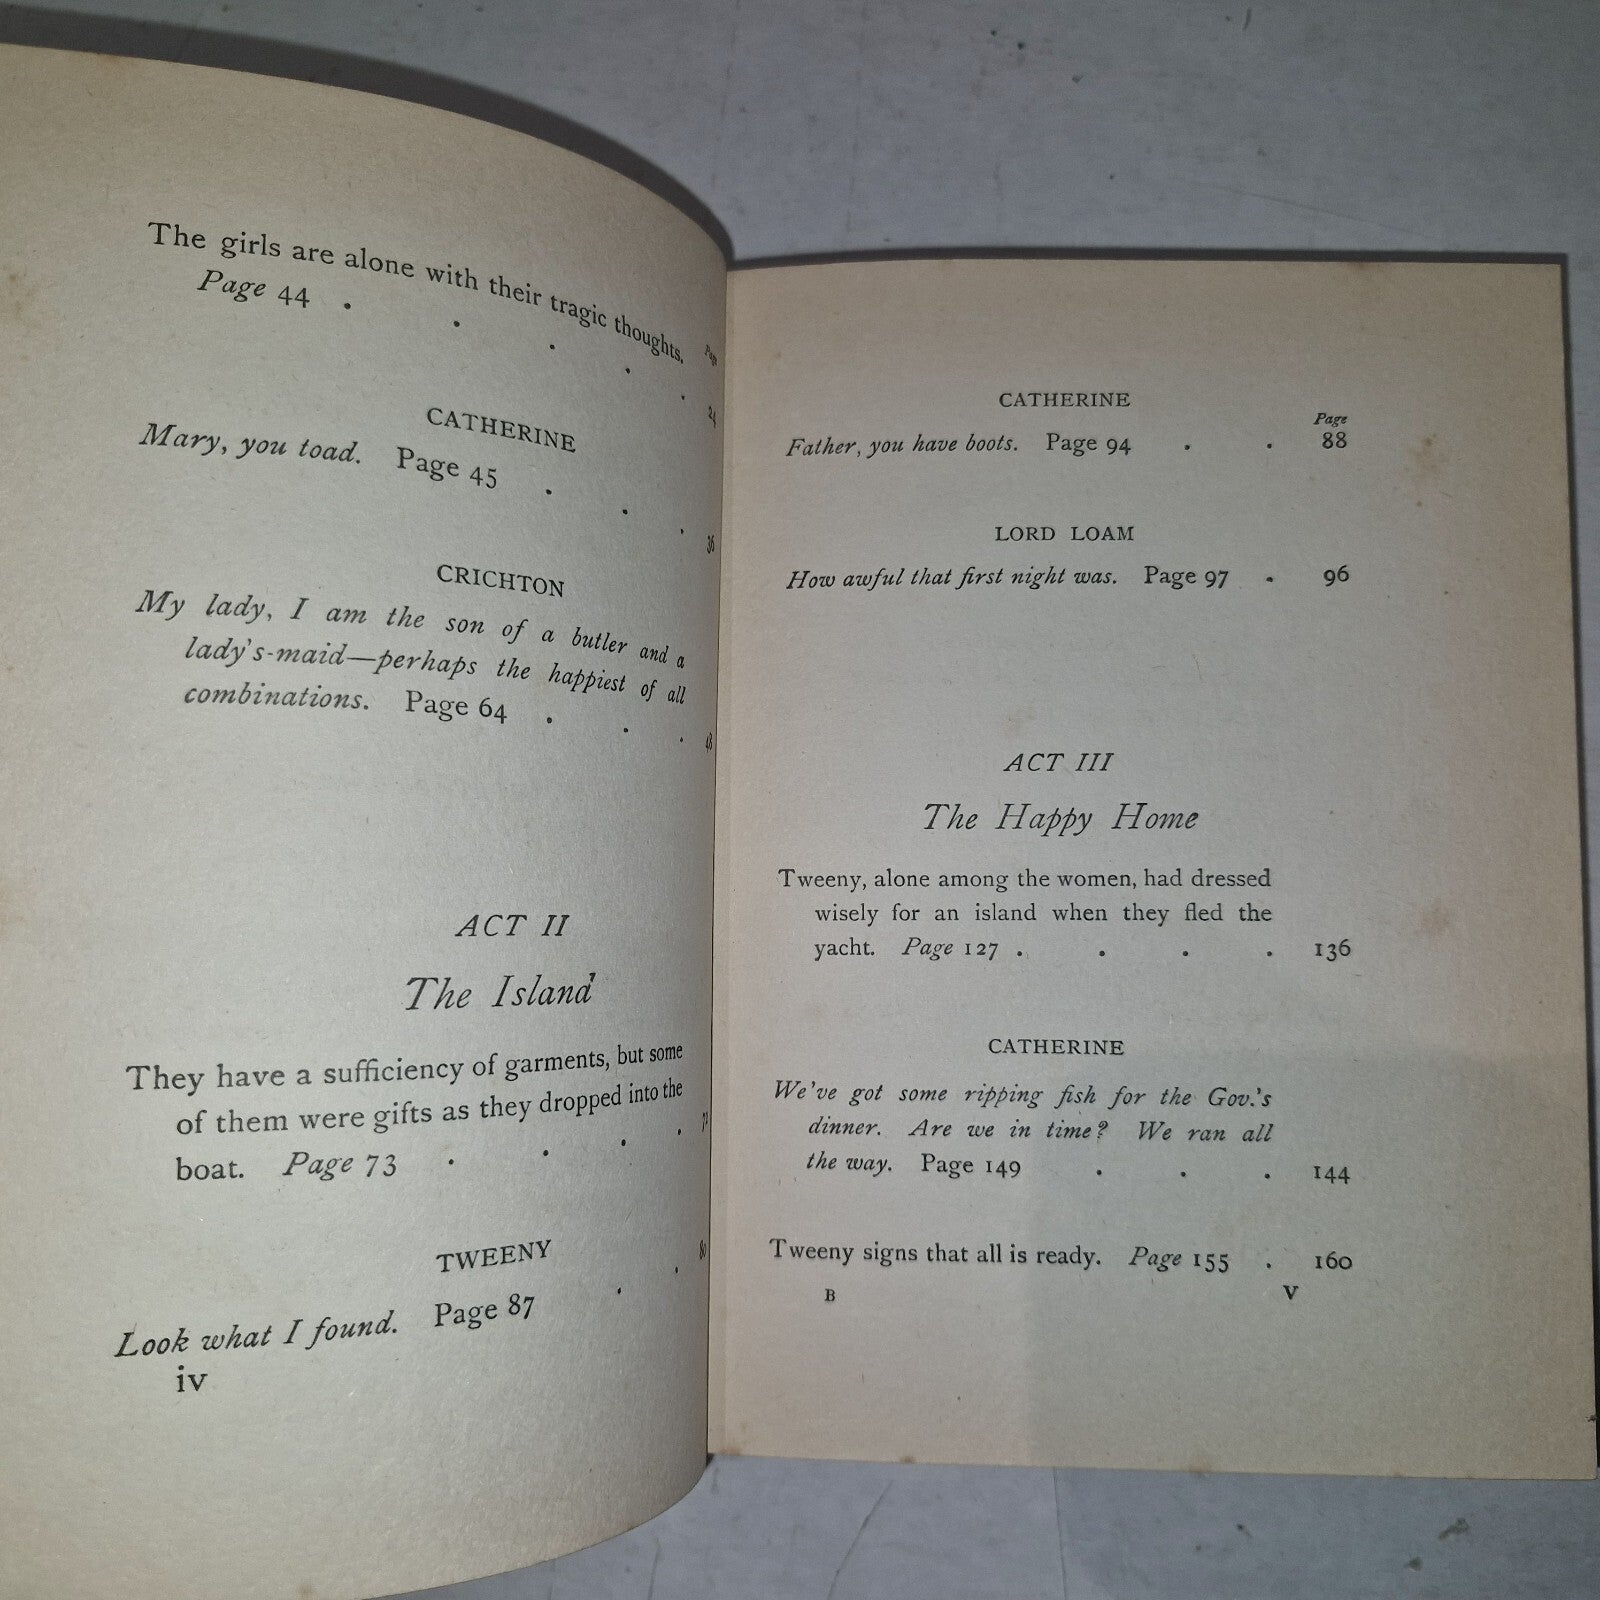 The girls are alone with their tragic thoughts.
Page
Page 44 . . . . . 24
CATHERINE
Mary, you toad. Page 45 . . . 36
CRICHTON
My lady, I am the son of a butler and a
lady's-maid—perhaps the happiest of all
combinations. Page 64 . . . 48
ACT II
The Island
They have a sufficiency of garments, but some
of them were gifts as they dropped into the
boat. Page 73 . . . . 72
TWEENY
Look what I found. Page 87 . . 80
iv
CATHERINE
Page
Father, you have boots. Page 94 . . 88
LORD LOAM
How awful that first night was. Page 97 . 96
ACT III
The Happy Home
Tweeny, alone among the women, had dressed
wisely for an island when they fled the
yacht. Page 127 . . . . 136
CATHERINE
We've got some ripping fish for the Gov.'s
dinner. Are we in time? We ran all
the way. Page 149 . . . 144
Tweeny signs that all is ready. Page 155 . 160
B v